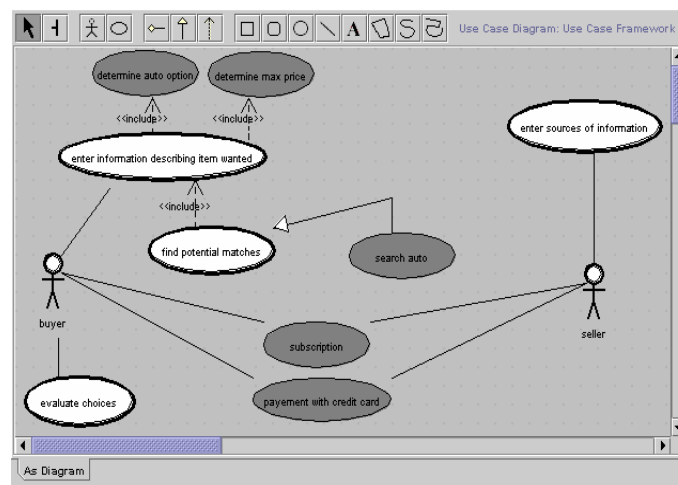 A
Use Case Diagram: Use Case Framework
determine auto option
determine max price
<<include>>
<<include>>
enter sources of information
enter information describing item wanted
<<include>>
find potential matches
search auto
buyer
seller
subscription
evaluate choices
payement with credit card
As Diagram